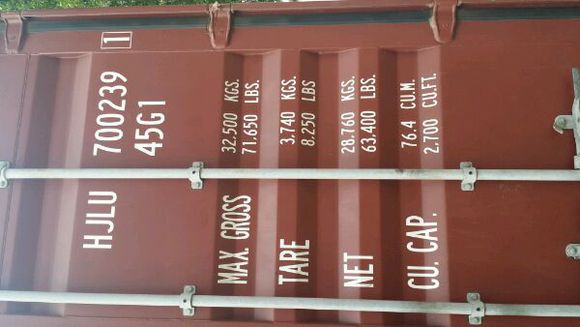 HJLU 700239 1
45G1
MAX. GROSS 32.500 KGS.
71.650 LBS.
TARE 3.740 KGS.
8.250 LBS
NET 28.760 KGS.
63.400 LBS.
CU. CAP. 76.4 CU.M.
2.700 CU.FT.